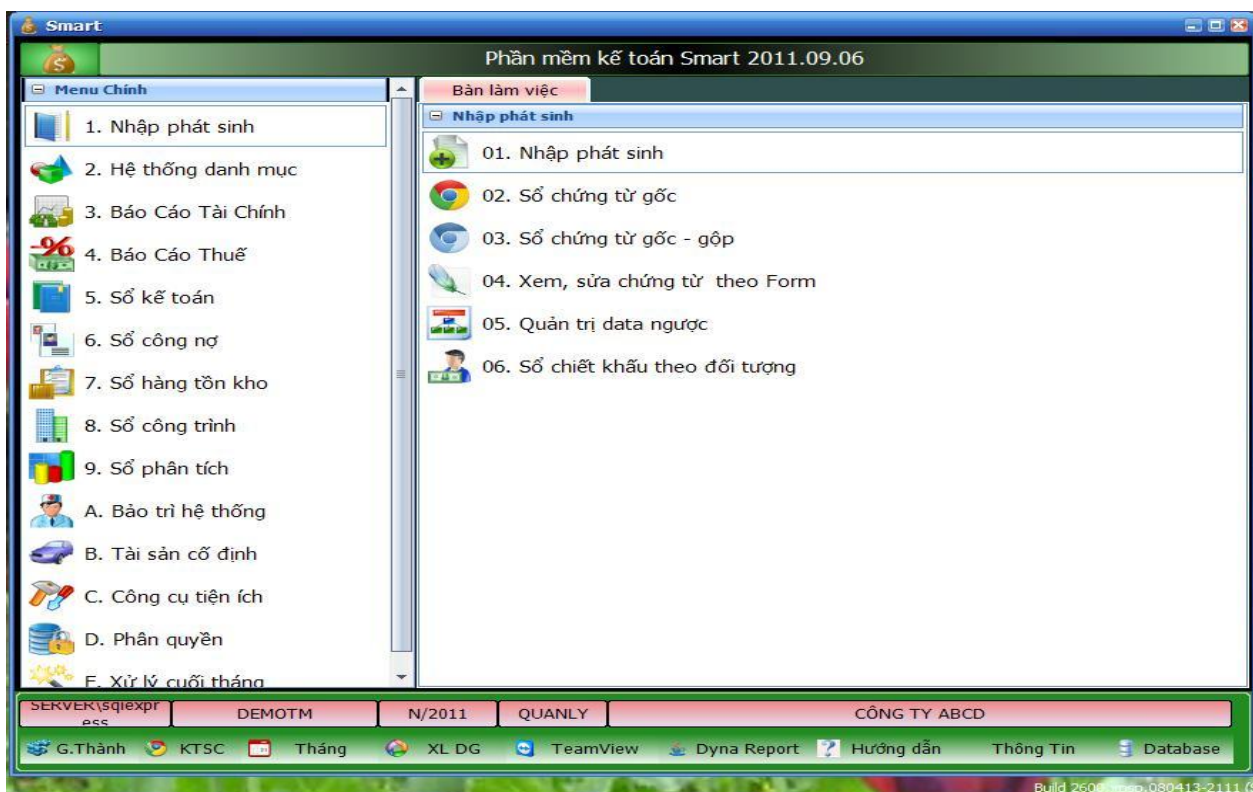 Smart
Phần mềm kế toán Smart 2011.09.06
Menu Chính
1. Nhập phát sinh
2. Hệ thống danh mục
3. Báo Cáo Tài Chính
4. Báo Cáo Thuế
5. Sổ kế toán
6. Sổ công nợ
7. Sổ hàng tồn kho
8. Sổ công trình
9. Sổ phân tích
A. Bảo trì hệ thống
B. Tài sản cố định
C. Công cụ tiện ích
D. Phân quyền
E. Xử lý cuối tháng
Bàn làm việc
Nhập phát sinh
01. Nhập phát sinh
02. Sổ chứng từ gốc
03. Sổ chứng từ gốc - gộp
04. Xem, sửa chứng từ theo Form
05. Quản trị data ngược
06. Sổ chiết khấu theo đối tượng
SERVER\sqlexpr
ess
DEMOTM
N/2011
QUANLY
CÔNG TY ABCD
G.Thành KTSC Tháng XL DG TeamView Dyna Report Hướng dẫn Thông Tin Database
Build 2600
080413-2111